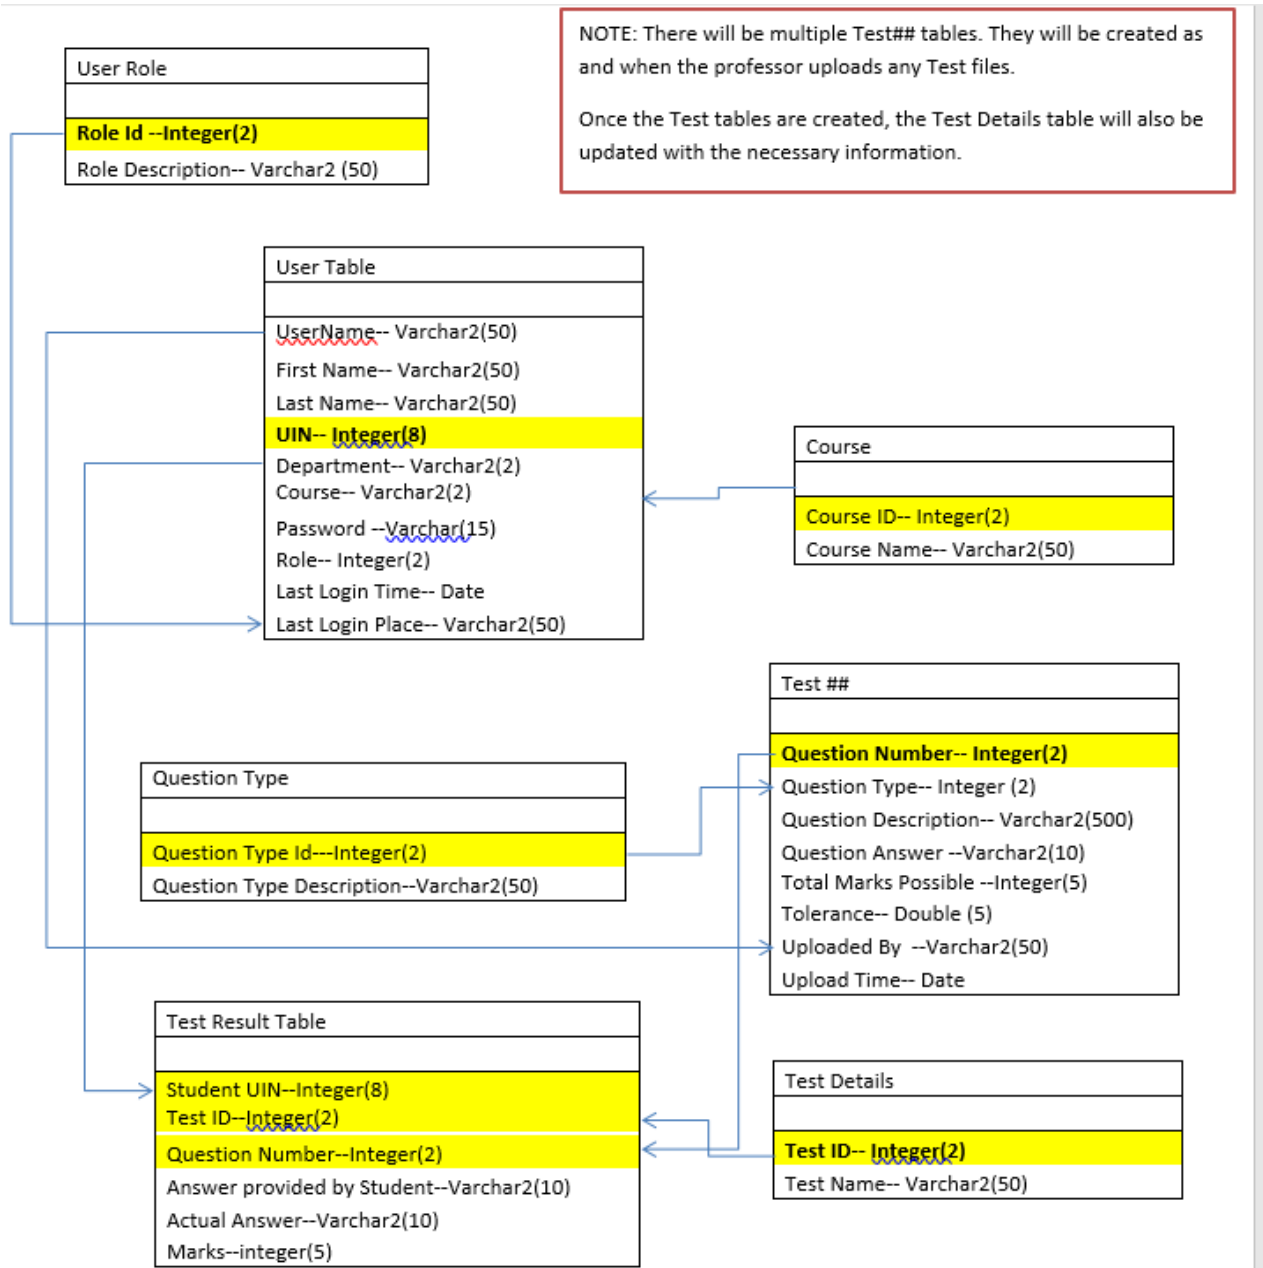 NOTE: There will be multiple Test## tables. They will be created as
and when the professor uploads any Test files.
Once the Test tables are created, the Test Details table will also be
updated with the necessary information.
User Role
Role Id --Integer(2)
Role Description-- Varchar2 (50)
User Table
UserName-- Varchar2(50)
First Name-- Varchar2(50)
Last Name-- Varchar2(50)
UIN-- Integer(8)
Department-- Varchar2(2)
Course-- Varchar2(2)
Password --Varchar(15)
Role-- Integer(2)
Last Login Time-- Date
Last Login Place-- Varchar2(50)
Course
Course ID-- Integer(2)
Course Name-- Varchar2(50)
Test ##
Question Number-- Integer(2)
Question Type-- Integer (2)
Question Description-- Varchar2(500)
Question Answer --Varchar2(10)
Total Marks Possible --Integer(5)
Tolerance-- Double (5)
Uploaded By  --Varchar2(50)
Upload Time-- Date
Question Type
Question Type Id---Integer(2)
Question Type Description--Varchar2(50)
Test Result Table
Student UIN--Integer(8)
Test ID--Integer(2)
Question Number--Integer(2)
Answer provided by Student--Varchar2(10)
Actual Answer--Varchar2(10)
Marks--integer(5)
Test Details
Test ID-- Integer(2)
Test Name-- Varchar2(50)